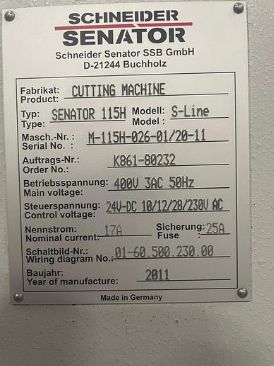 SCHNEIDER
SENATOR
Schneider Senator SSB GmbH
D-21244 Buchholz
Fabrikat: CUTTING MACHINE
Product:
Typ: SENATOR 115H Modell: S-Line
Type: Model :
Masch.-Nr.: M-115H-026-01/20-11
Serial No. :
Auftrags-Nr.: K861-80232
Order No.:
Betriebsspannung: 400V 3AC 50Hz
Main voltage:
Steuerspannung: 24V-DC 10/12/28/230V AC
Control voltage:
Nennstrom: 17A Sicherung: 25A
Nominal current: Fuse :
Schaltbild-Nr.: 01-60.500.230.00
Wiring diagram No.:
Baujahr: 2011
Year of manufacture:
Made in Germany